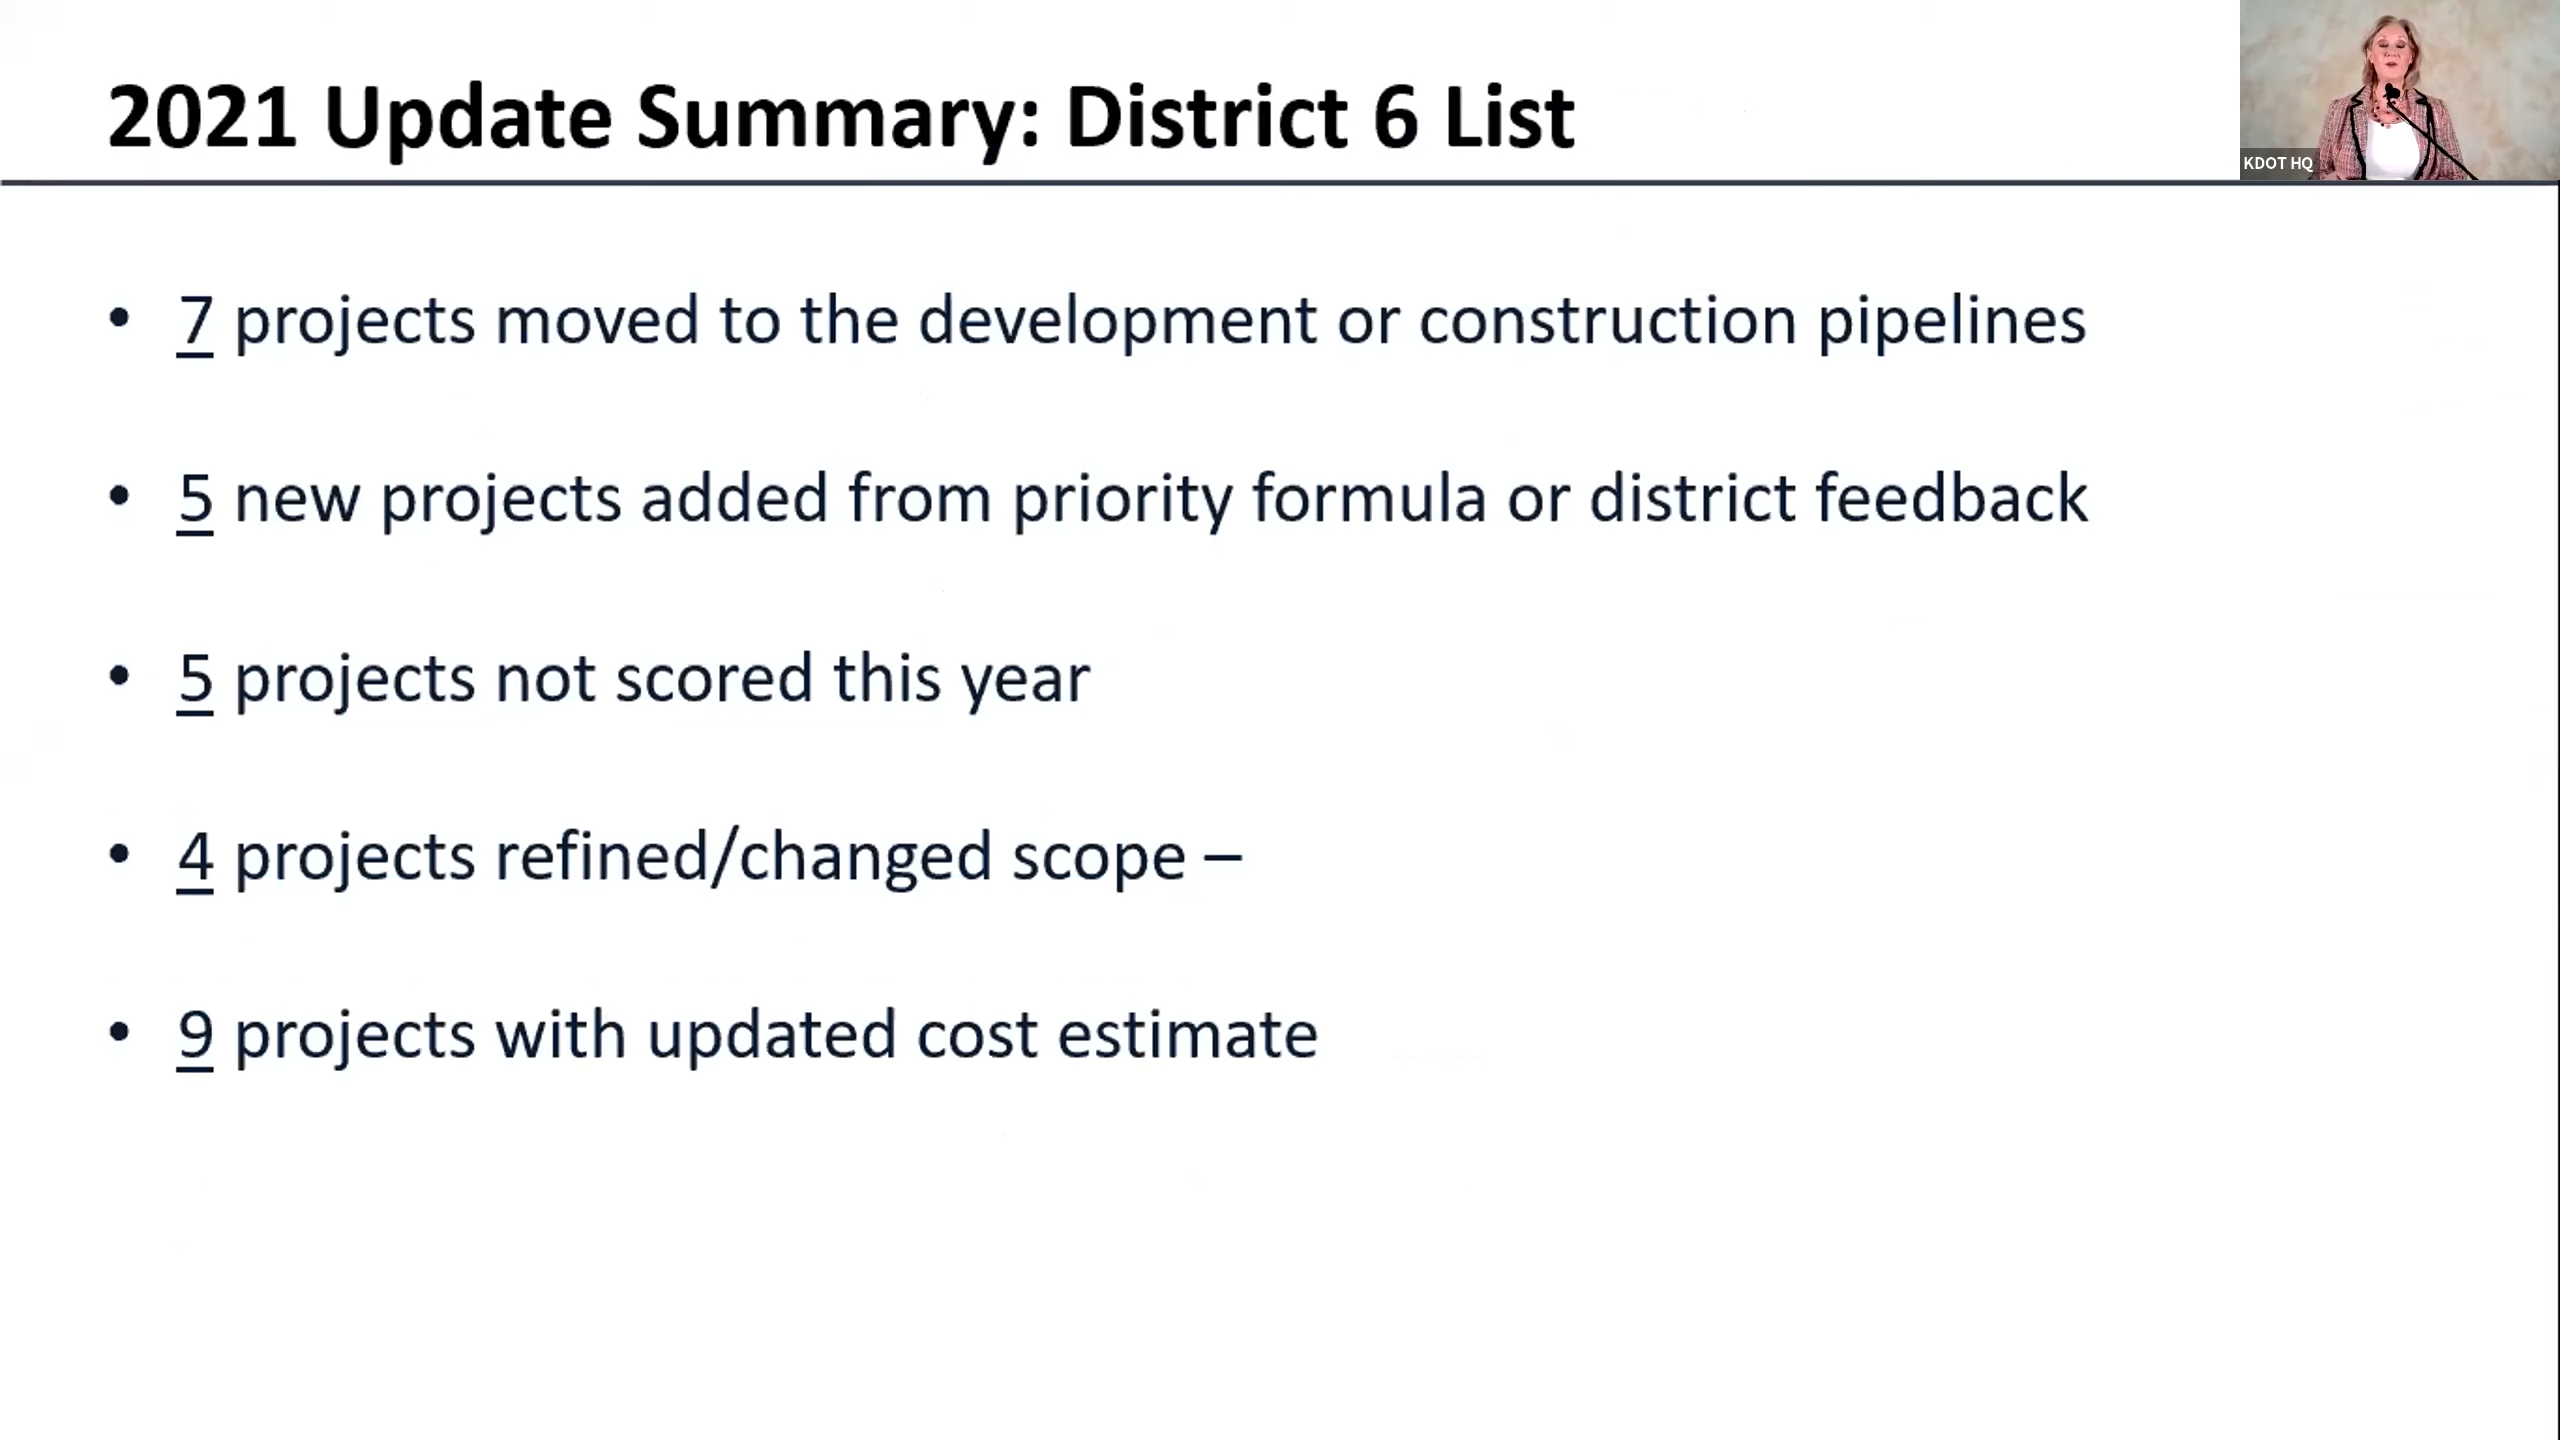 2021 Update Summary: District 6 List
KDOT HQ
• 7 projects moved to the development or construction pipelines
• 5 new projects added from priority formula or district feedback
• 5 projects not scored this year
• 4 projects refined/changed scope –
• 9 projects with updated cost estimate